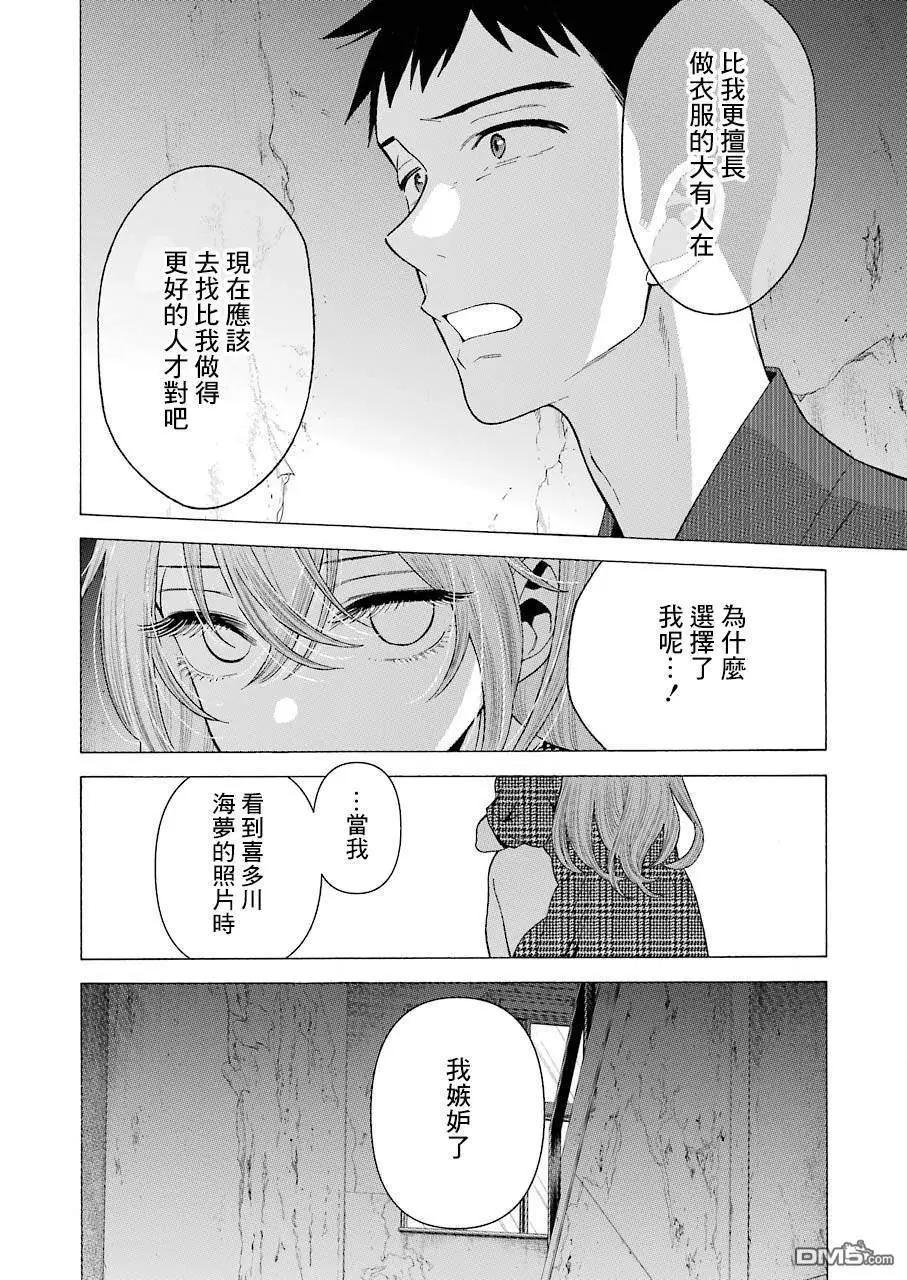 比我更擅長
做衣服的大有人在
現在應該
去找比我做得
更好的人才對吧
為什麼
選擇了
我呢…！
…當我
看到喜多川
海夢的照片時
我嫉妒了
DM5.com